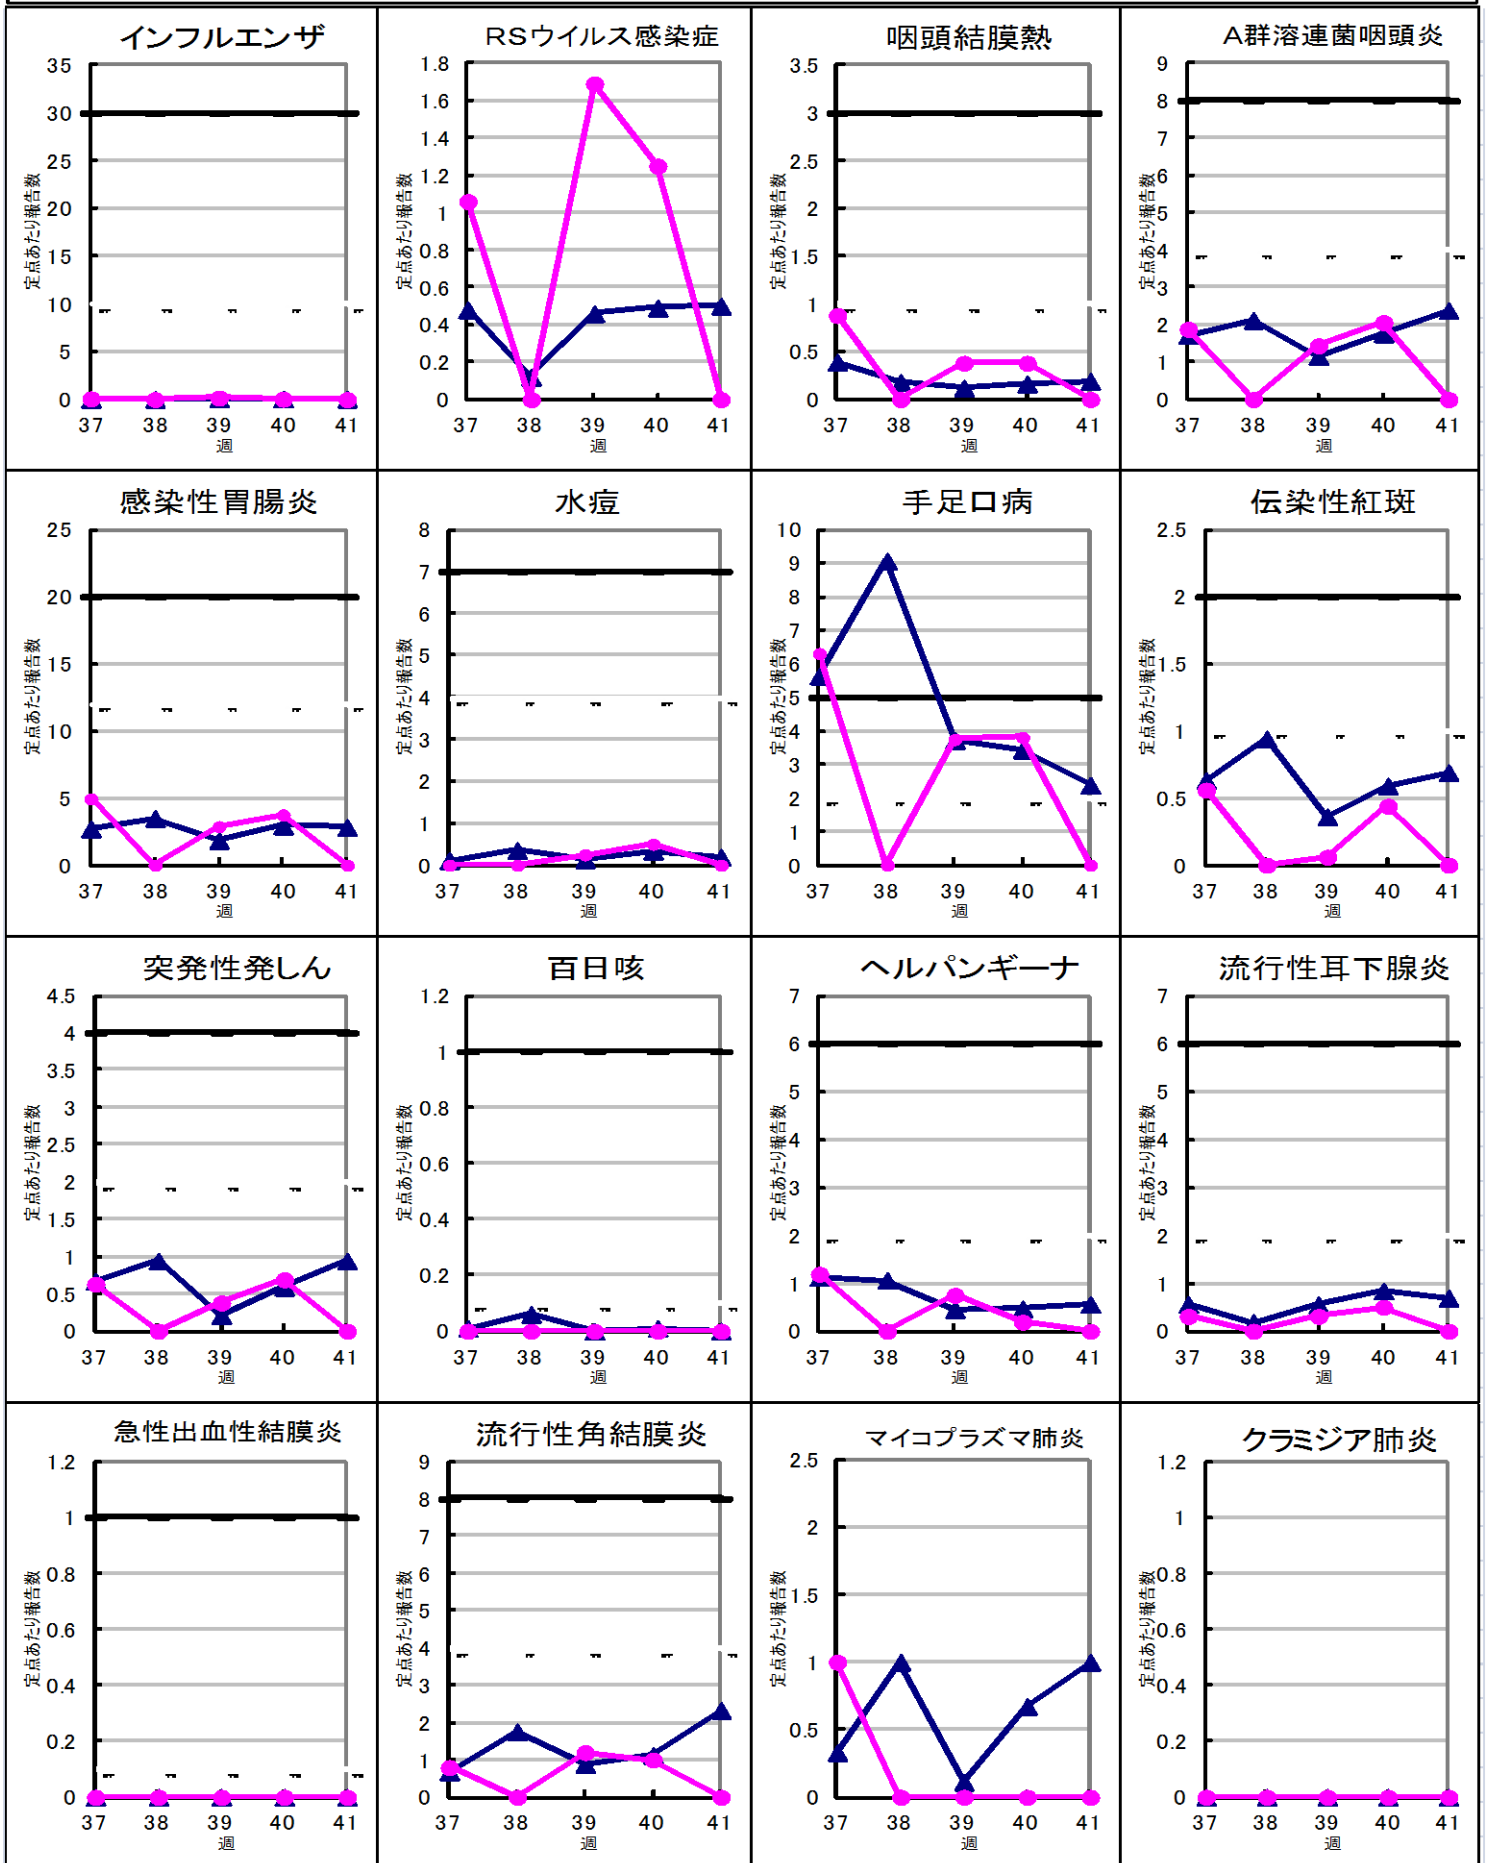 インフルエンザ
35
30
25
20
15
10
5
0
定点あたり報告数
37 38 39 40 41
週
RSウイルス感染症
1.8
1.6
1.4
1.2
1
0.8
0.6
0.4
0.2
0
定点あたり報告数
37 38 39 40 41
週
咽頭結膜熱
3.5
3
2.5
2
1.5
1
0.5
0
定点あたり報告数
37 38 39 40 41
週
A群溶連菌咽頭炎
9
8
7
6
5
4
3
2
1
0
定点あたり報告数
37 38 39 40 41
週
感染性胃腸炎
25
20
15
10
5
0
定点あたり報告数
37 38 39 40 41
週
水痘
8
7
6
5
4
3
2
1
0
定点あたり報告数
37 38 39 40 41
週
手足口病
10
9
8
7
6
5
4
3
2
1
0
定点あたり報告数
37 38 39 40 41
週
伝染性紅斑
2.5
2
1.5
1
0.5
0
定点あたり報告数
37 38 39 40 41
週
突発性発しん
4.5
4
3.5
3
2.5
2
1.5
1
0.5
0
定点あたり報告数
37 38 39 40 41
週
百日咳
1.2
1
0.8
0.6
0.4
0.2
0
定点あたり報告数
37 38 39 40 41
週
ヘルパンギーナ
7
6
5
4
3
2
1
0
定点あたり報告数
37 38 39 40 41
週
流行性耳下腺炎
7
6
5
4
3
2
1
0
定点あたり報告数
37 38 39 40 41
週
急性出血性結膜炎
1.2
1
0.8
0.6
0.4
0.2
0
定点あたり報告数
37 38 39 40 41
週
流行性角結膜炎
9
8
7
6
5
4
3
2
1
0
定点あたり報告数
37 38 39 40 41
週
マイコプラズマ肺炎
2.5
2
1.5
1
0.5
0
定点あたり報告数
37 38 39 40 41
週
クラミジア肺炎
1.2
1
0.8
0.6
0.4
0.2
0
定点あたり報告数
37 38 39 40 41
週